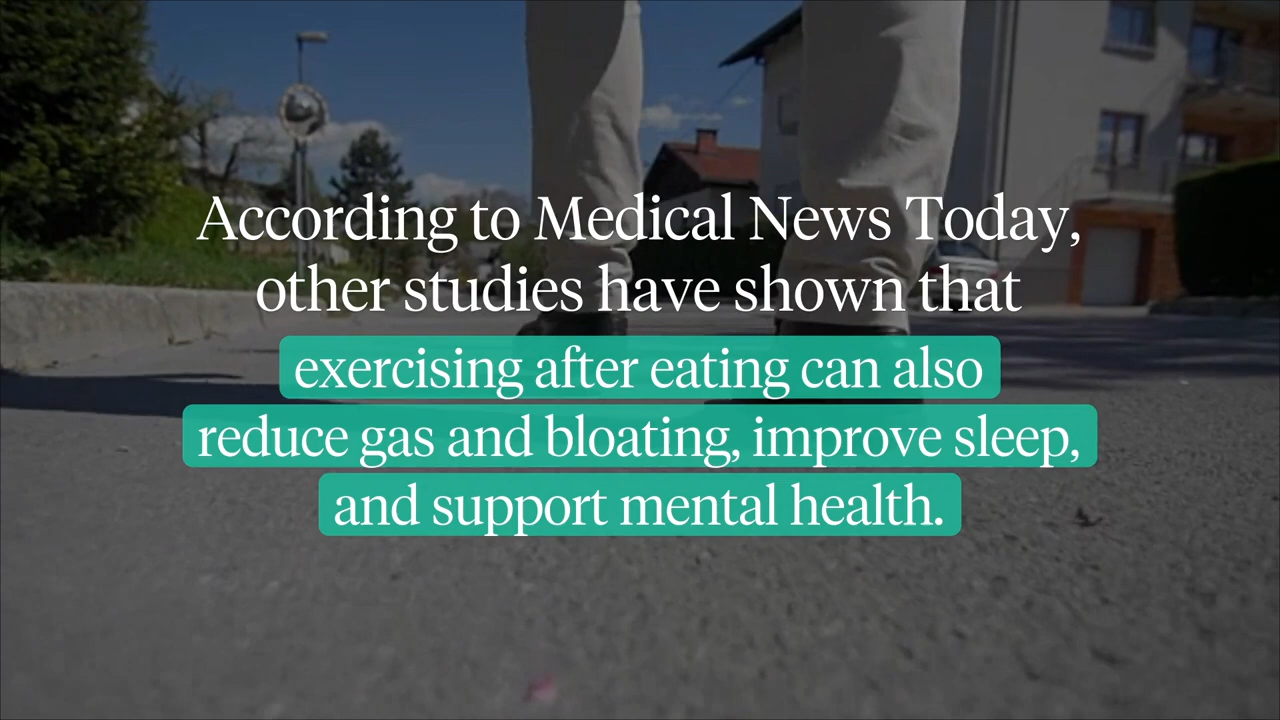 According to Medical News Today,
other studies have shown that
exercising after eating can also
reduce gas and bloating, improve sleep,
and support mental health.